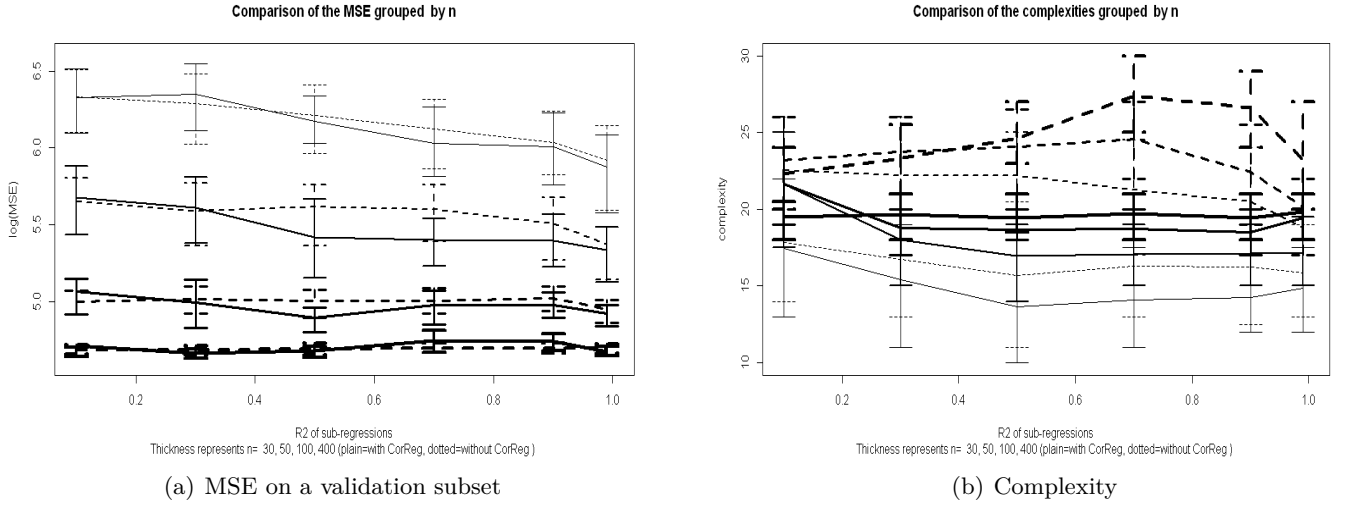 Comparison of the MSE grouped by n
log(MSE)
6.5
6.0
5.5
5.0
0.2 0.4 0.6 0.8 1.0
R2 of sub-regressions
Thickness represents n= 30, 50, 100, 400 (plain=with CorReg, dotted=without CorReg )
(a) MSE on a validation subset
Comparison of the complexities grouped by n
complexity
30
25
20
15
10
0.2 0.4 0.6 0.8 1.0
R2 of sub-regressions
Thickness represents n= 30, 50, 100, 400 (plain=with CorReg, dotted=without CorReg )
(b) Complexity